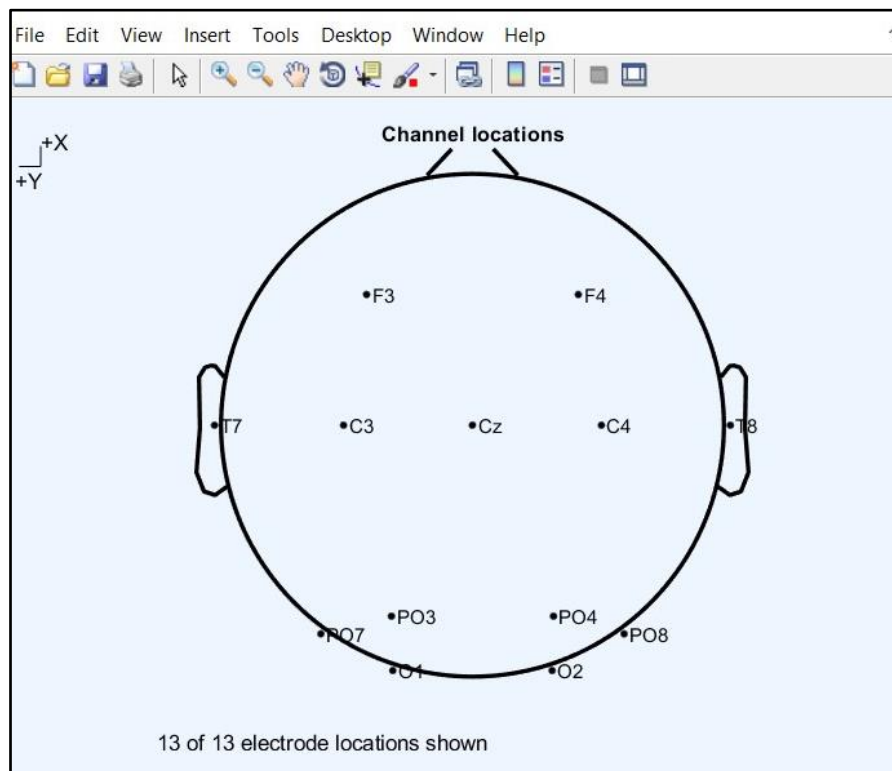 File Edit View Insert Tools Desktop Window Help
Channel locations
+X
+Y
F3 F4
T7 C3 Cz C4 T8
PO3 PO4
PO7 PO8
O1 O2
13 of 13 electrode locations shown